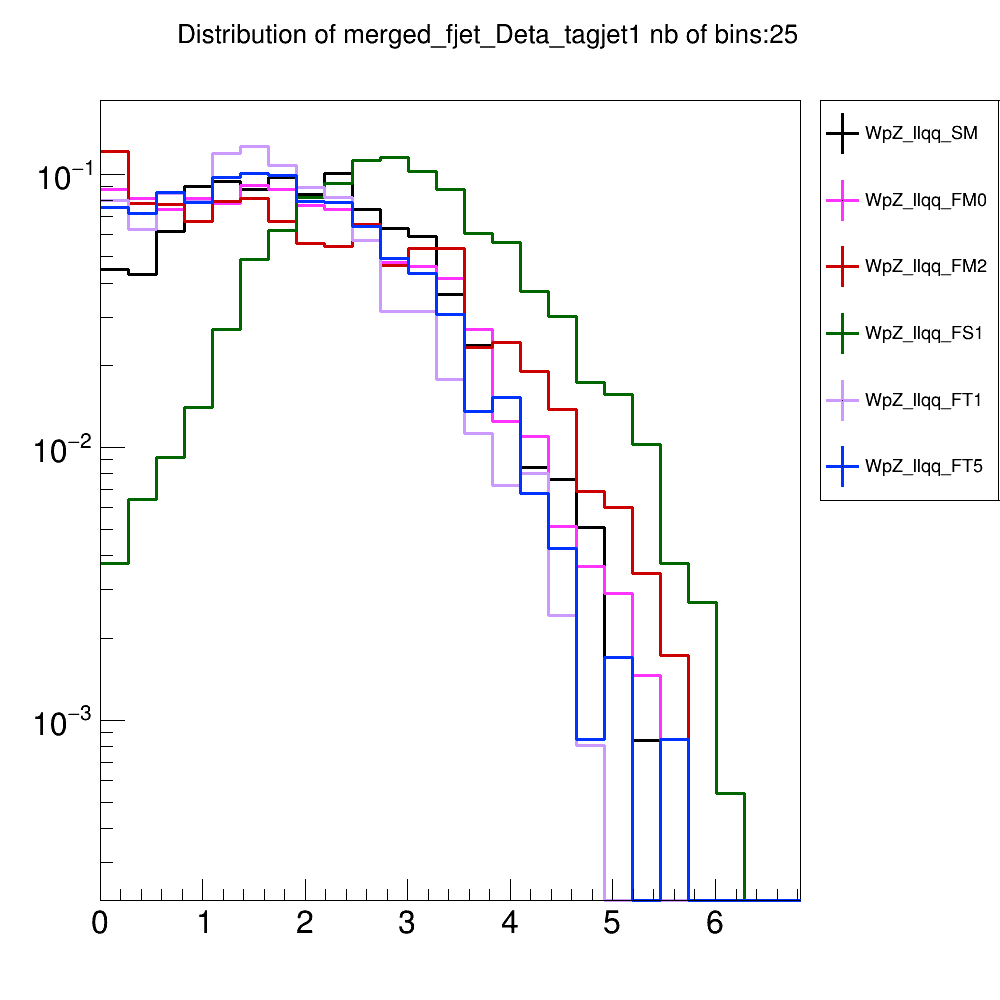 Distribution of merged_fjet_Deta_tagjet1 nb of bins:25
WpZ_llqq_SM
WpZ_llqq_FM0
WpZ_llqq_FM2
WpZ_llqq_FS1
WpZ_llqq_FT1
WpZ_llqq_FT5
10⁻¹
10⁻²
10⁻³
0 1 2 3 4 5 6